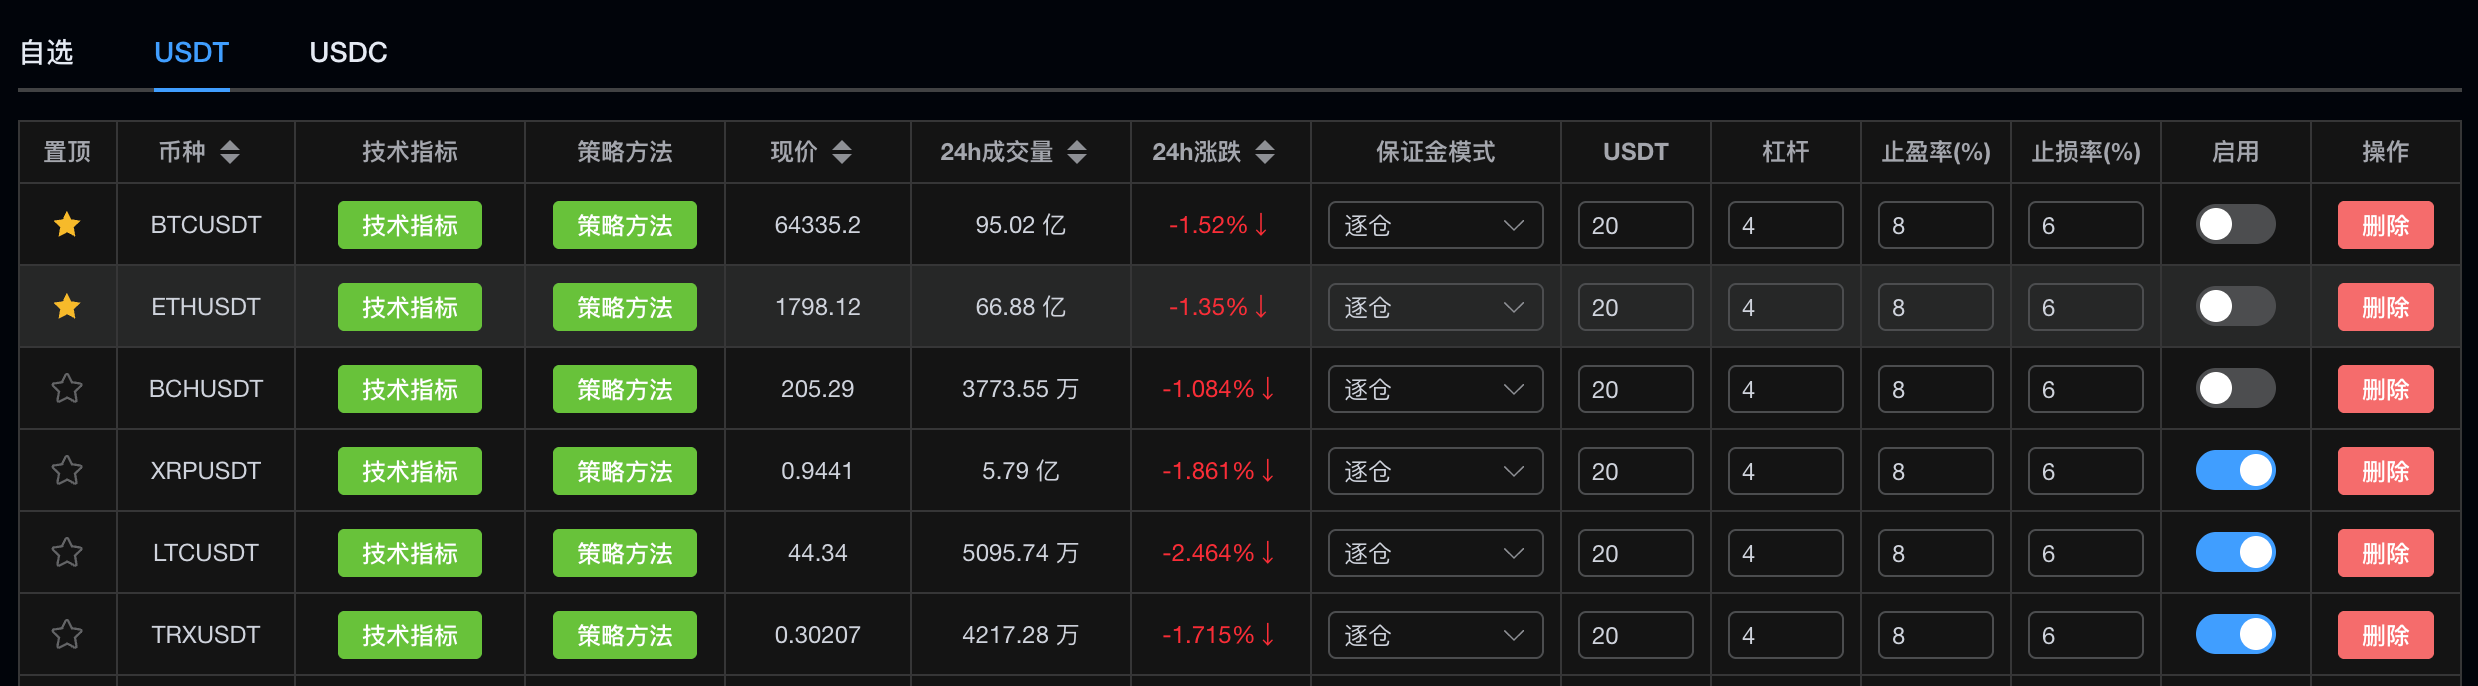 自选 USDT USDC
置顶 币种 技术指标 策略方法 现价 24h成交量 24h涨跌 保证金模式 USDT 杠杆 止盈率(%) 止损率(%) 启用 操作
BTCUSDT 技术指标 策略方法 64335.2 95.02 亿 -1.52%↓ 逐仓 20 4 8 6 删除
ETHUSDT 技术指标 策略方法 1798.12 66.88 亿 -1.35%↓ 逐仓 20 4 8 6 删除
BCHUSDT 技术指标 策略方法 205.29 3773.55 万 -1.084%↓ 逐仓 20 4 8 6 删除
XRPUSDT 技术指标 策略方法 0.9441 5.79 亿 -1.861%↓ 逐仓 20 4 8 6 删除
LTCUSDT 技术指标 策略方法 44.34 5095.74 万 -2.464%↓ 逐仓 20 4 8 6 删除
TRXUSDT 技术指标 策略方法 0.30207 4217.28 万 -1.715%↓ 逐仓 20 4 8 6 删除